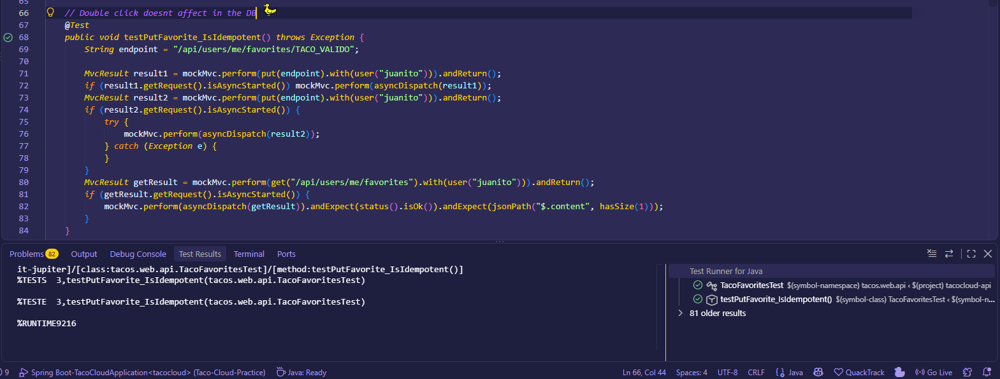 65
66 // Double click doesnt affect in the DB
67 @Test
68 public void testPutFavorite_IsIdempotent() throws Exception {
69 String endpoint = "/api/users/me/favorites/TACO_VALIDO";
70
71 MvcResult result1 = mockMvc.perform(put(endpoint).with(user("juanito"))).andReturn();
72 if (result1.getRequest().isAsyncStarted()) mockMvc.perform(asyncDispatch(result1));
73 MvcResult result2 = mockMvc.perform(put(endpoint).with(user("juanito"))).andReturn();
74 if (result2.getRequest().isAsyncStarted()) {
75 try {
76 mockMvc.perform(asyncDispatch(result2));
77 } catch (Exception e) {
78 }
79 }
80 MvcResult getResult = mockMvc.perform(get("/api/users/me/favorites").with(user("juanito"))).andReturn();
81 if (getResult.getRequest().isAsyncStarted()) {
82 mockMvc.perform(asyncDispatch(getResult)).andExpect(status().isOk()).andExpect(jsonPath("$.content", hasSize(1)));
83 }
84 }
Problems 82 Output Debug Console Test Results Terminal Ports
it-jupiter]/[class:tacos.web.api.TacoFavoritesTest]/[method:testPutFavorite_IsIdempotent()]
%TESTS 3,testPutFavorite_IsIdempotent(tacos.web.api.TacoFavoritesTest)
%TESTE 3,testPutFavorite_IsIdempotent(tacos.web.api.TacoFavoritesTest)
%RUNTIME9216
Test Runner for Java
TacoFavoritesTest $(symbol-namespace) tacos.web.api < $(project) tacocloud-api
testPutFavorite_IsIdempotent() $(symbol-class) TacoFavoritesTest < $(symbol-n...
81 older results
9 Spring Boot-TacoCloudApplication<tacocloud> (Taco-Cloud-Practice) Java: Ready Ln 66, Col 44 Spaces: 4 UTF-8 CRLF {} Java QuackTrack Go Live